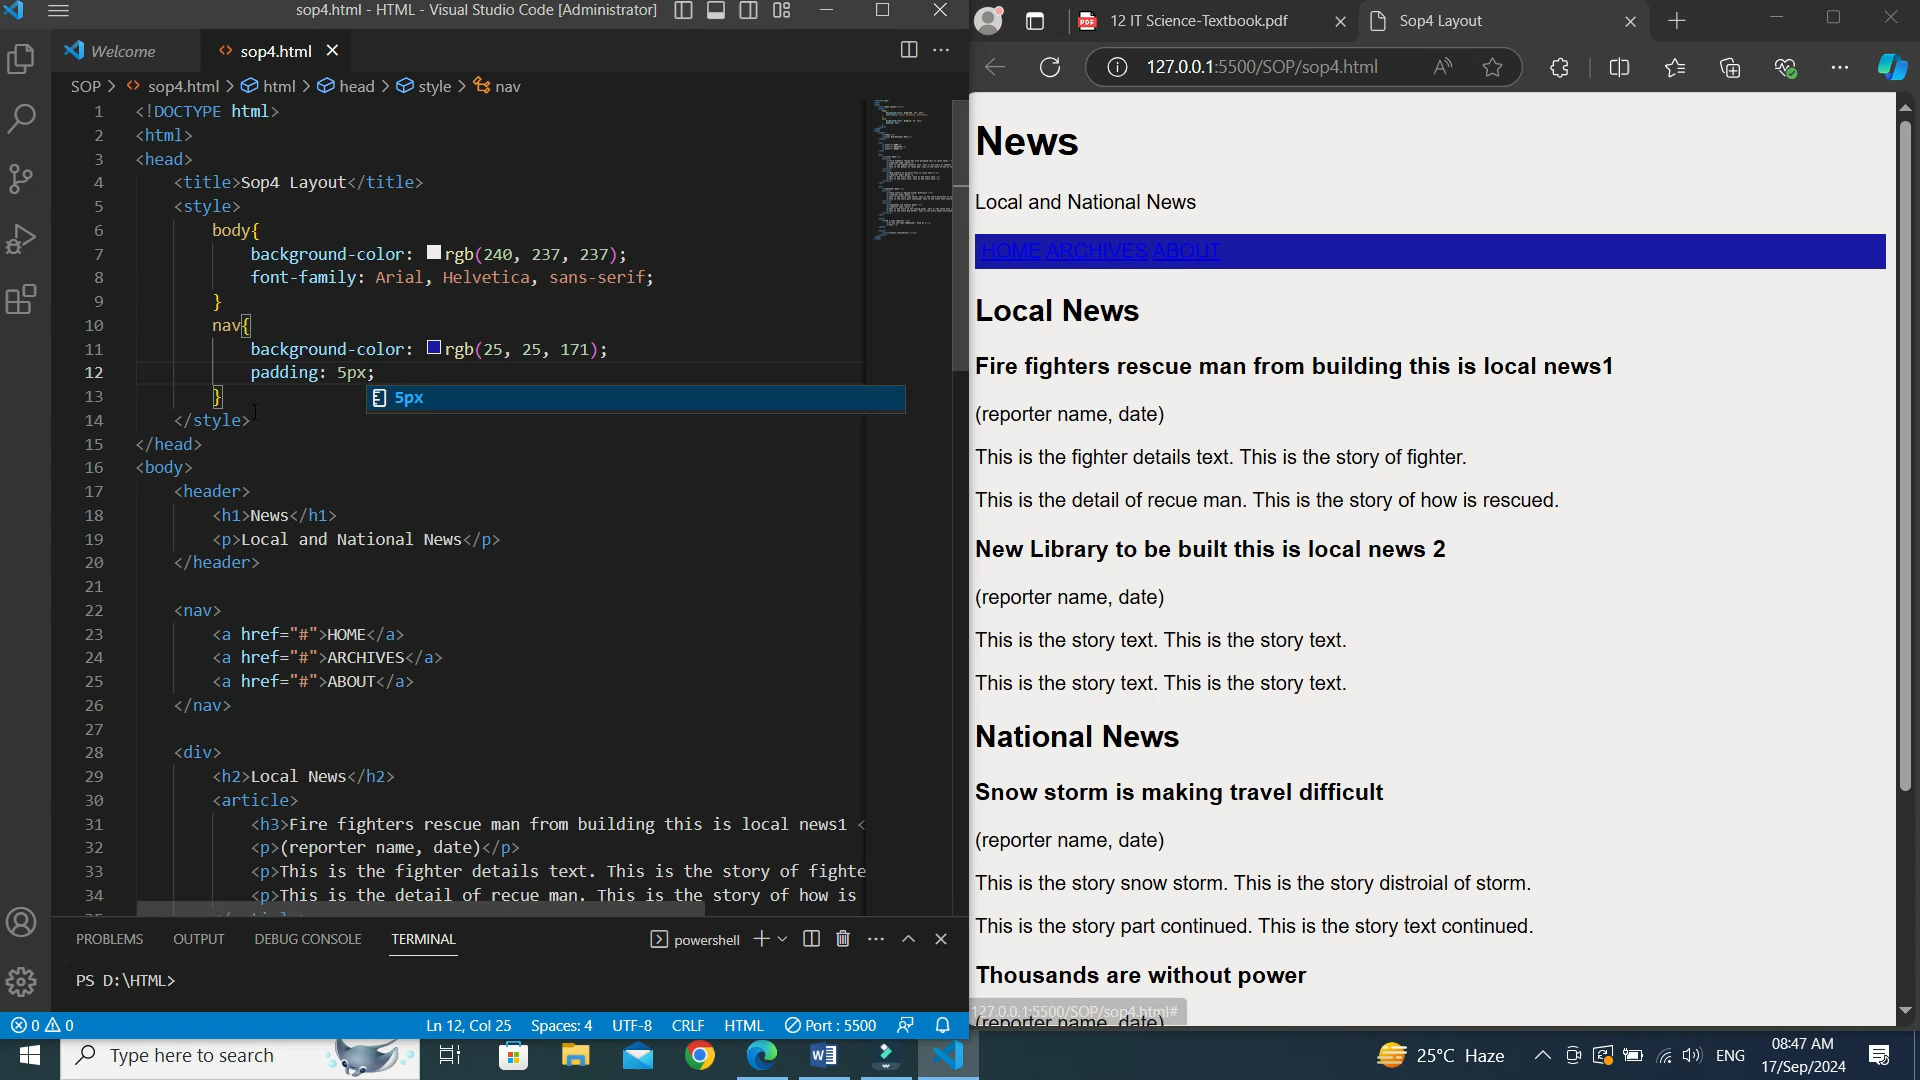 sop4.html - HTML - Visual Studio Code [Administrator]
Welcome
<> sop4.html
SOP > <> sop4.html > html > head > style > nav
1 <!DOCTYPE html>
2 <html>
3 <head>
4 <title>Sop4 Layout</title>
5 <style>
6 body{
7 background-color: rgb(240, 237, 237);
8 font-family: Arial, Helvetica, sans-serif;
9 }
10 nav{
11 background-color: rgb(25, 25, 171);
12 padding: 5px;
13 }
5px
14 </style>
15 </head>
16 <body>
17 <header>
18 <h1>News</h1>
19 <p>Local and National News</p>
20 </header>
21
22 <nav>
23 <a href="#">HOME</a>
24 <a href="#">ARCHIVES</a>
25 <a href="#">ABOUT</a>
26 </nav>
27
28 <div>
29 <h2>Local News</h2>
30 <article>
31 <h3>Fire fighters rescue man from building this is local news1 <
32 <p>(reporter name, date)</p>
33 <p>This is the fighter details text. This is the story of fighte
34 <p>This is the detail of recue man. This is the story of how is
PROBLEMS OUTPUT DEBUG CONSOLE TERMINAL
powershell
PS D:\HTML>
0 0
Ln 12, Col 25 Spaces: 4 UTF-8 CRLF HTML Port : 5500
PDF 12 IT Science-Textbook.pdf
Sop4 Layout
127.0.0.1:5500/SOP/sop4.html
News
Local and National News
HOME ARCHIVES ABOUT
Local News
Fire fighters rescue man from building this is local news1
(reporter name, date)
This is the fighter details text. This is the story of fighter.
This is the detail of recue man. This is the story of how is rescued.
New Library to be built this is local news 2
(reporter name, date)
This is the story text. This is the story text.
This is the story text. This is the story text.
National News
Snow storm is making travel difficult
(reporter name, date)
This is the story snow storm. This is the story distroial of storm.
This is the story part continued. This is the story text continued.
Thousands are without power
127.0.0.1:5500/SOP/sop4.html#
(reporter name, date)
Type here to search
25°C Haze
ENG
08:47 AM
17/Sep/2024